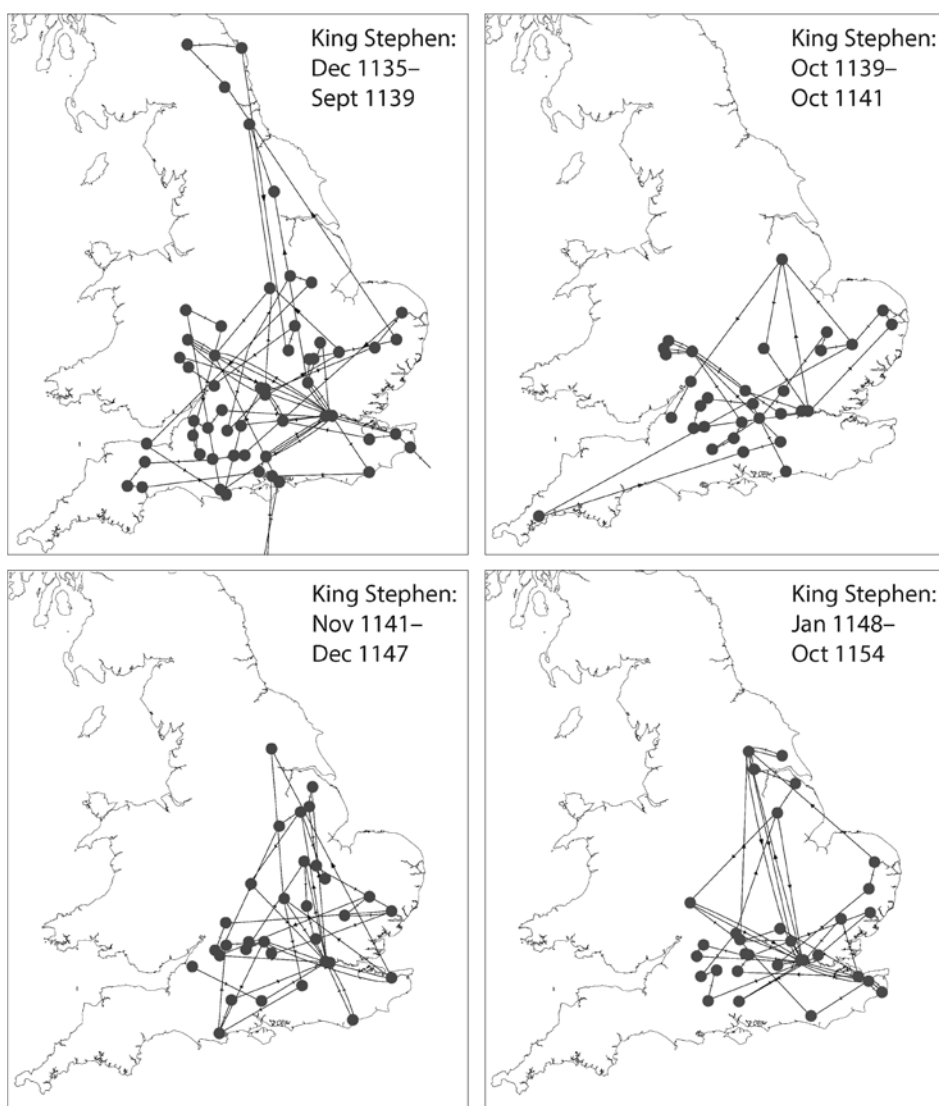 King Stephen:
Dec 1135–
Sept 1139
King Stephen:
Oct 1139–
Oct 1141
King Stephen:
Nov 1141–
Dec 1147
King Stephen:
Jan 1148–
Oct 1154